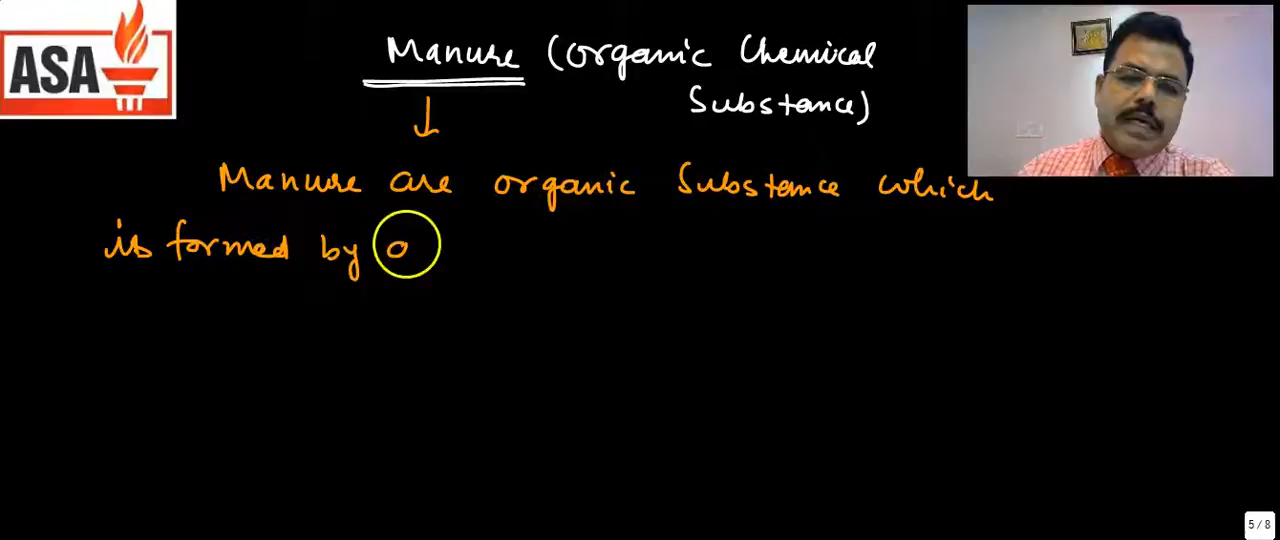 ASA
Manure (organic Chemical
Substance)
Manure are organic Substance which
is formed by o
5/8